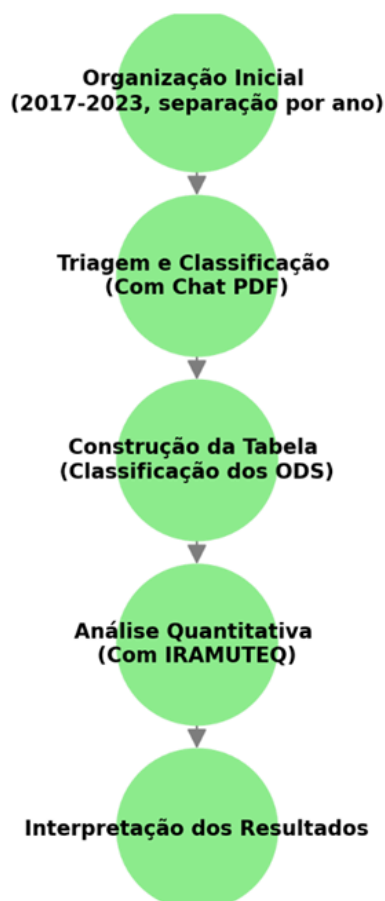 Organização Inicial
(2017-2023, separação por ano)
Triagem e Classificação
(Com Chat PDF)
Construção da Tabela
(Classificação dos ODS)
Análise Quantitativa
(Com IRAMUTEQ)
Interpretação dos Resultados